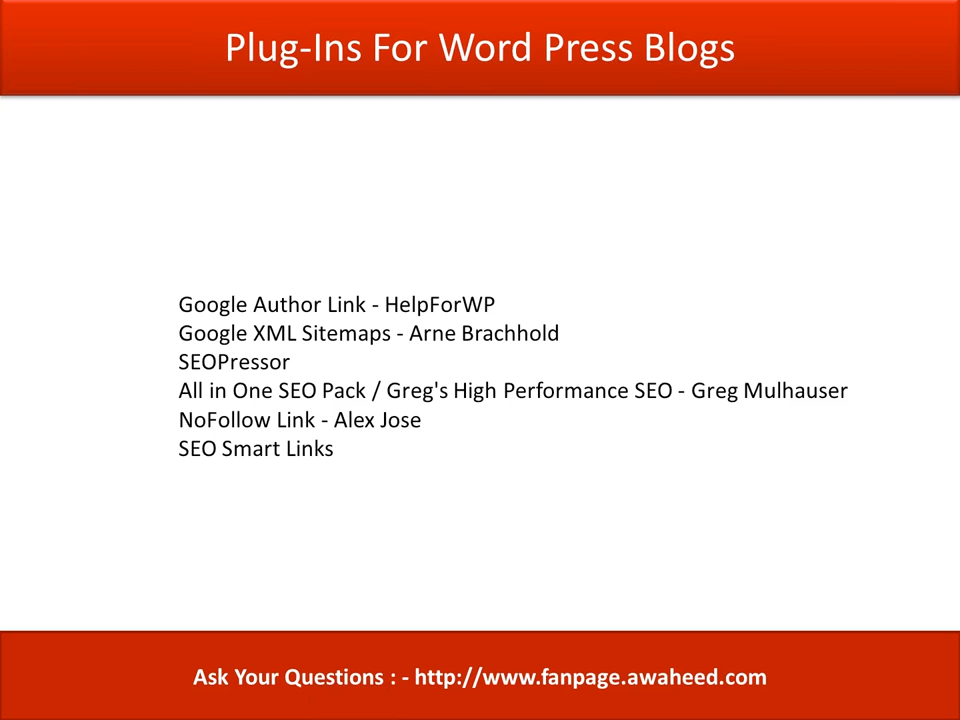 Plug-Ins For Word Press Blogs
Google Author Link - HelpForWP
Google XML Sitemaps - Arne Brachhold
SEOPressor
All in One SEO Pack / Greg's High Performance SEO - Greg Mulhauser
NoFollow Link - Alex Jose
SEO Smart Links
Ask Your Questions : - http://www.fanpage.awaheed.com